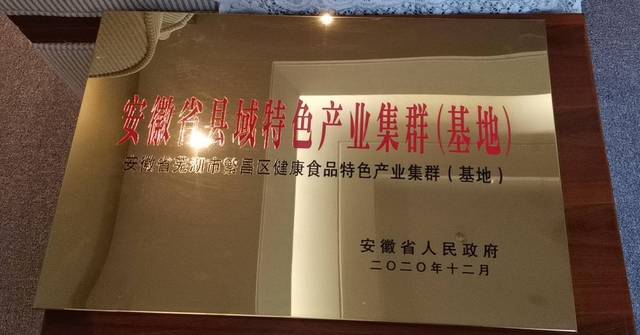 安徽省县域特色产业集群(基地)
安徽省芜湖市繁昌区健康食品特色产业集群(基地)
安徽省人民政府
二〇二〇年十二月